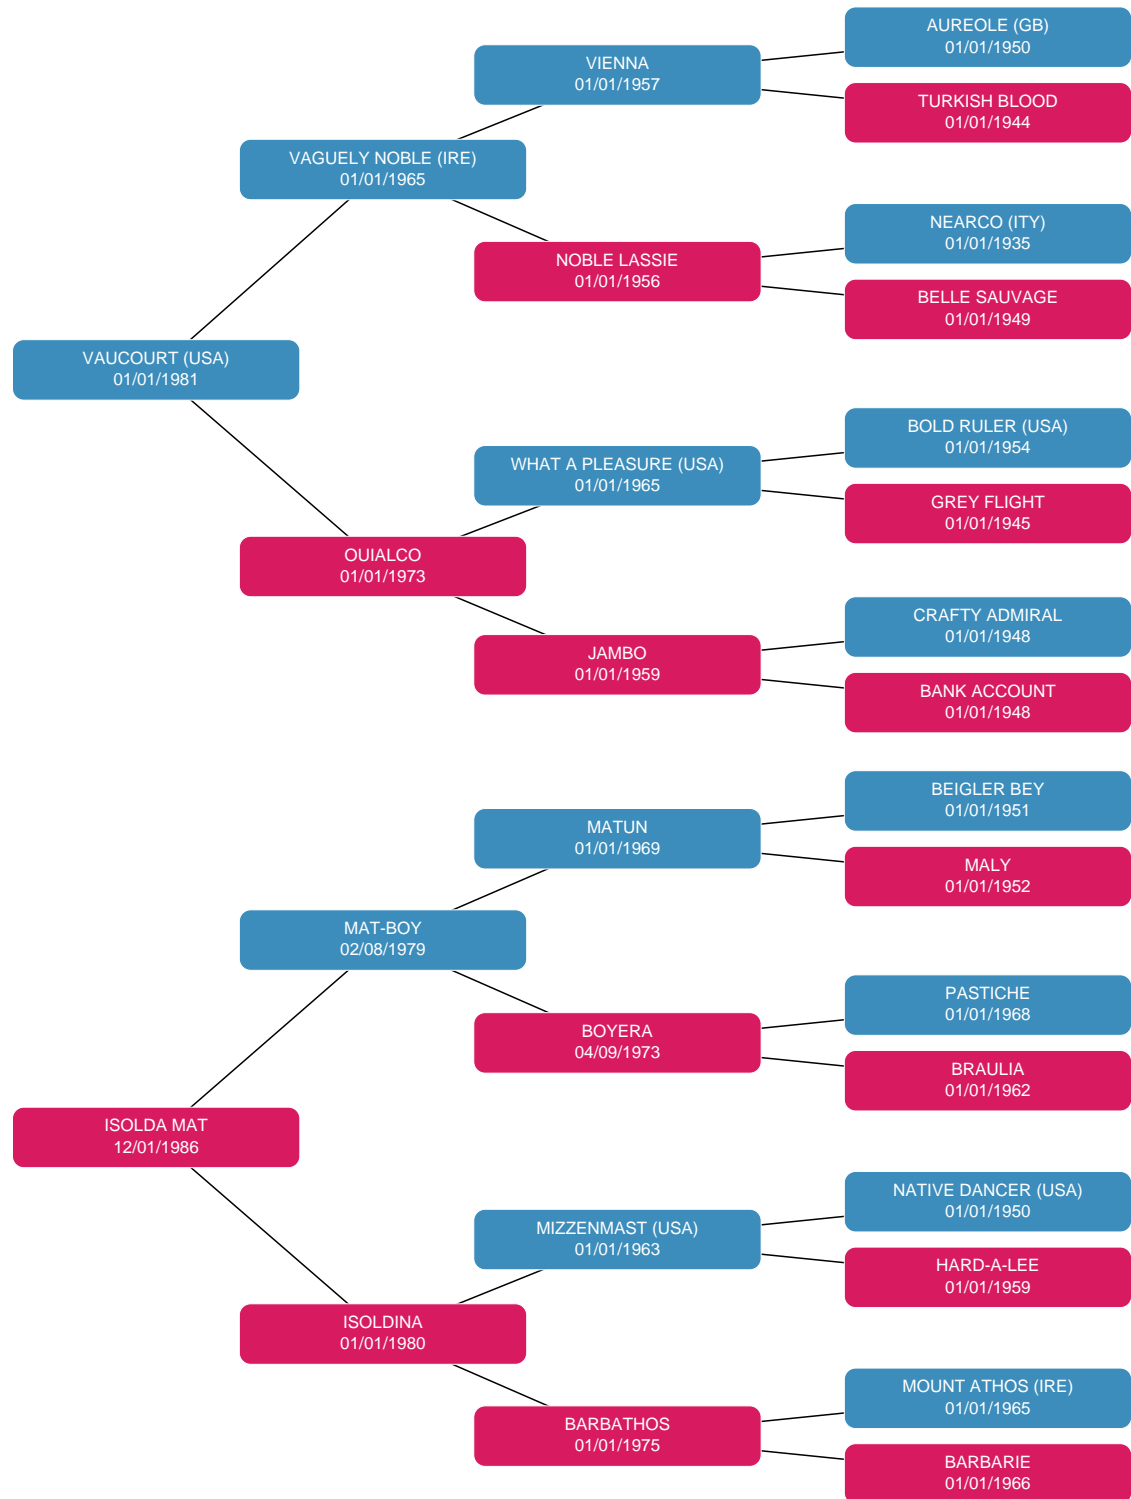 AUREOLE (GB)
01/01/1950
VIENNA
01/01/1957
TURKISH BLOOD
01/01/1944
VAGUELY NOBLE (IRE)
01/01/1965
NEARCO (ITY)
01/01/1935
NOBLE LASSIE
01/01/1956
BELLE SAUVAGE
01/01/1949
VAUCOURT (USA)
01/01/1981
BOLD RULER (USA)
01/01/1954
WHAT A PLEASURE (USA)
01/01/1965
GREY FLIGHT
01/01/1945
OUIALCO
01/01/1973
CRAFTY ADMIRAL
01/01/1948
JAMBO
01/01/1959
BANK ACCOUNT
01/01/1948
BEIGLER BEY
01/01/1951
MATUN
01/01/1969
MALY
01/01/1952
MAT-BOY
02/08/1979
PASTICHE
01/01/1968
BOYERA
04/09/1973
BRAULIA
01/01/1962
ISOLDA MAT
12/01/1986
NATIVE DANCER (USA)
01/01/1950
MIZZENMAST (USA)
01/01/1963
HARD-A-LEE
01/01/1959
ISOLDINA
01/01/1980
MOUNT ATHOS (IRE)
01/01/1965
BARBATHOS
01/01/1975
BARBARIE
01/01/1966